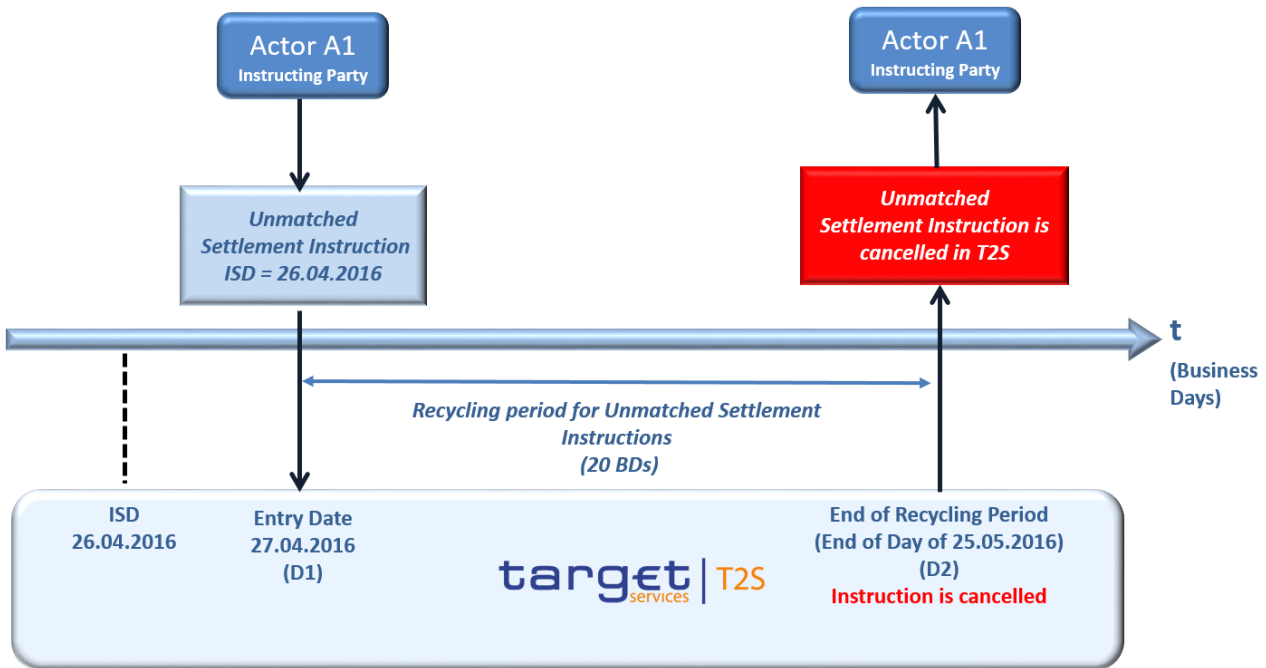 Actor A1
Instructing Party
Actor A1
Instructing Party
Unmatched
Settlement Instruction
ISD = 26.04.2016
Unmatched
Settlement Instruction is
cancelled in T2S
t
(Business
Days)
Recycling period for Unmatched Settlement
Instructions
(20 BDs)
ISD
26.04.2016
Entry Date
27.04.2016
(D1)
target | T2S
services
End of Recycling Period
(End of Day of 25.05.2016)
(D2)
Instruction is cancelled